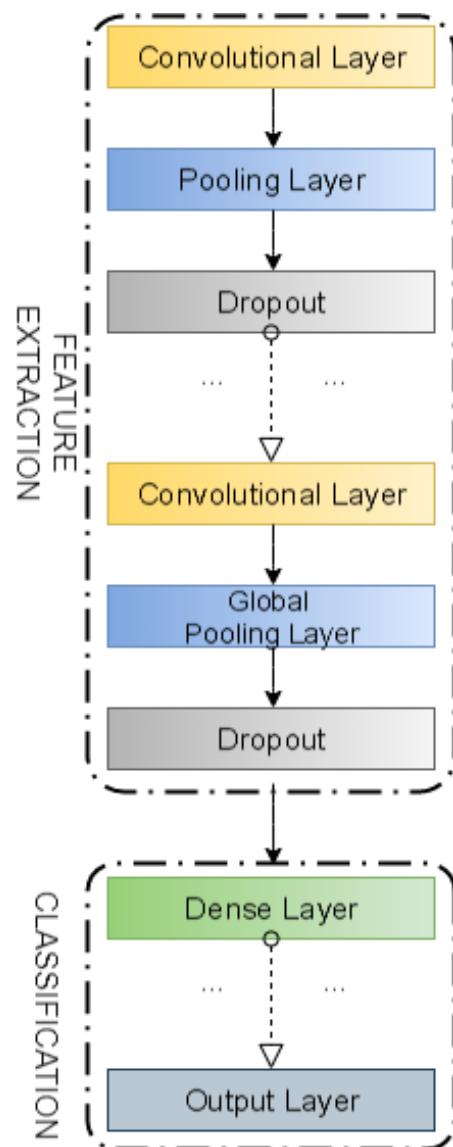 Convolutional Layer
Pooling Layer
Dropout
... ...
Convolutional Layer
Global
Pooling Layer
Dropout
FEATURE
EXTRACTION
Dense Layer
... ...
Output Layer
CLASSIFICATION